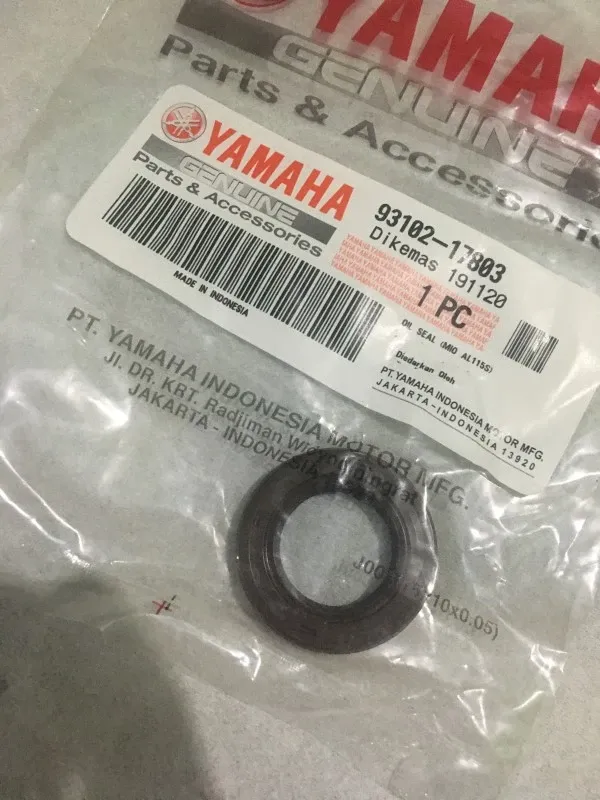 YAMAHA
GENUINE
Parts & Accessories
YAMAHA
GENUINE
Parts & Accessories
93102-17803
Dikemas 191120
1 PC
MADE IN INDONESIA
OIL SEAL (MIO AL115S)
Diedarkan Oleh
PT. YAMAHA INDONESIA MOTOR MFG.
JAKARTA - INDONESIA 13920
PT. YAMAHA INDONESIA MOTOR MFG.
Jl. DR. KRT. Radjiman
JAKARTA - INDONESIA